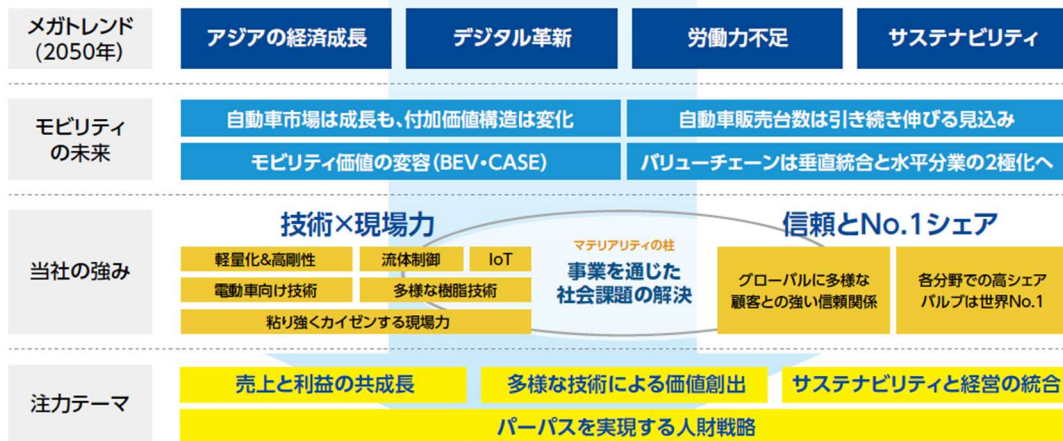 メガトレンド
(2050年)
アジアの経済成長
デジタル革新
労働力不足
サステナビリティ
モビリティ
の未来
自動車市場は成長も、付加価値構造は変化
自動車販売台数は引き続き伸びる見込み
モビリティ価値の変容(BEV・CASE)
バリューチェーンは垂直統合と水平分業の2極化へ
当社の強み
技術×現場力
軽量化&高剛性
流体制御
IoT
電動車向け技術
多様な樹脂技術
粘り強くカイゼンする現場力
マテリアリティの柱
事業を通じた
社会課題の解決
信頼とNo.1シェア
グローバルに多様な
顧客との強い信頼関係
各分野での高シェア
バルブは世界No.1
注力テーマ
売上と利益の共成長
多様な技術による価値創出
サステナビリティと経営の統合
パーパスを実現する人財戦略